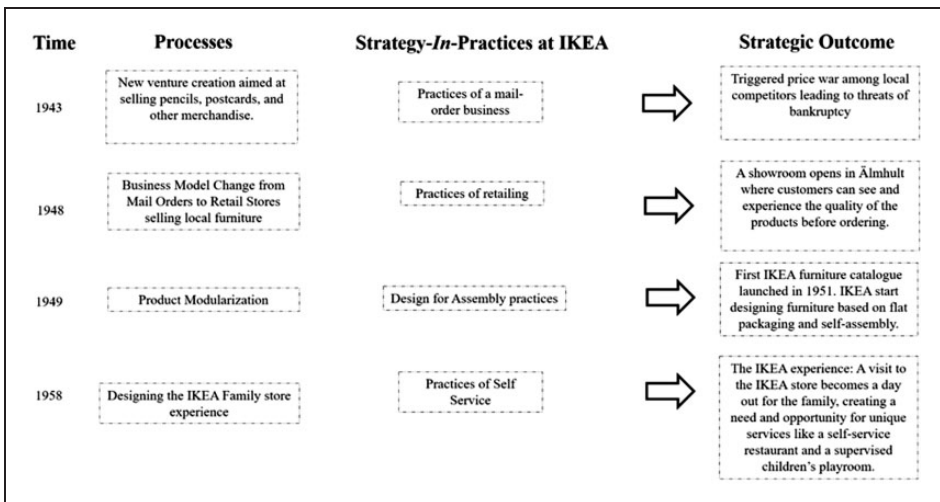 Time Processes Strategy-In-Practices at IKEA Strategic Outcome
1943
New venture creation aimed at
selling pencils, postcards, and
other merchandise.
Practices of a mail-
order business
Triggered price war among local
competitors leading to threats of
bankruptcy
1948
Business Model Change from
Mail Orders to Retail Stores
selling local furniture
Practices of retailing
A showroom opens in Älmhult
where customers can see and
experience the quality of the
products before ordering.
1949
Product Modularization
Design for Assembly practices
First IKEA furniture catalogue
launched in 1951. IKEA start
designing furniture based on flat
packaging and self-assembly.
1958
Designing the IKEA Family store
experience
Practices of Self
Service
The IKEA experience: A visit to
the IKEA store becomes a day
out for the family, creating a
need and opportunity for unique
services like a self-service
restaurant and a supervised
children's playroom.